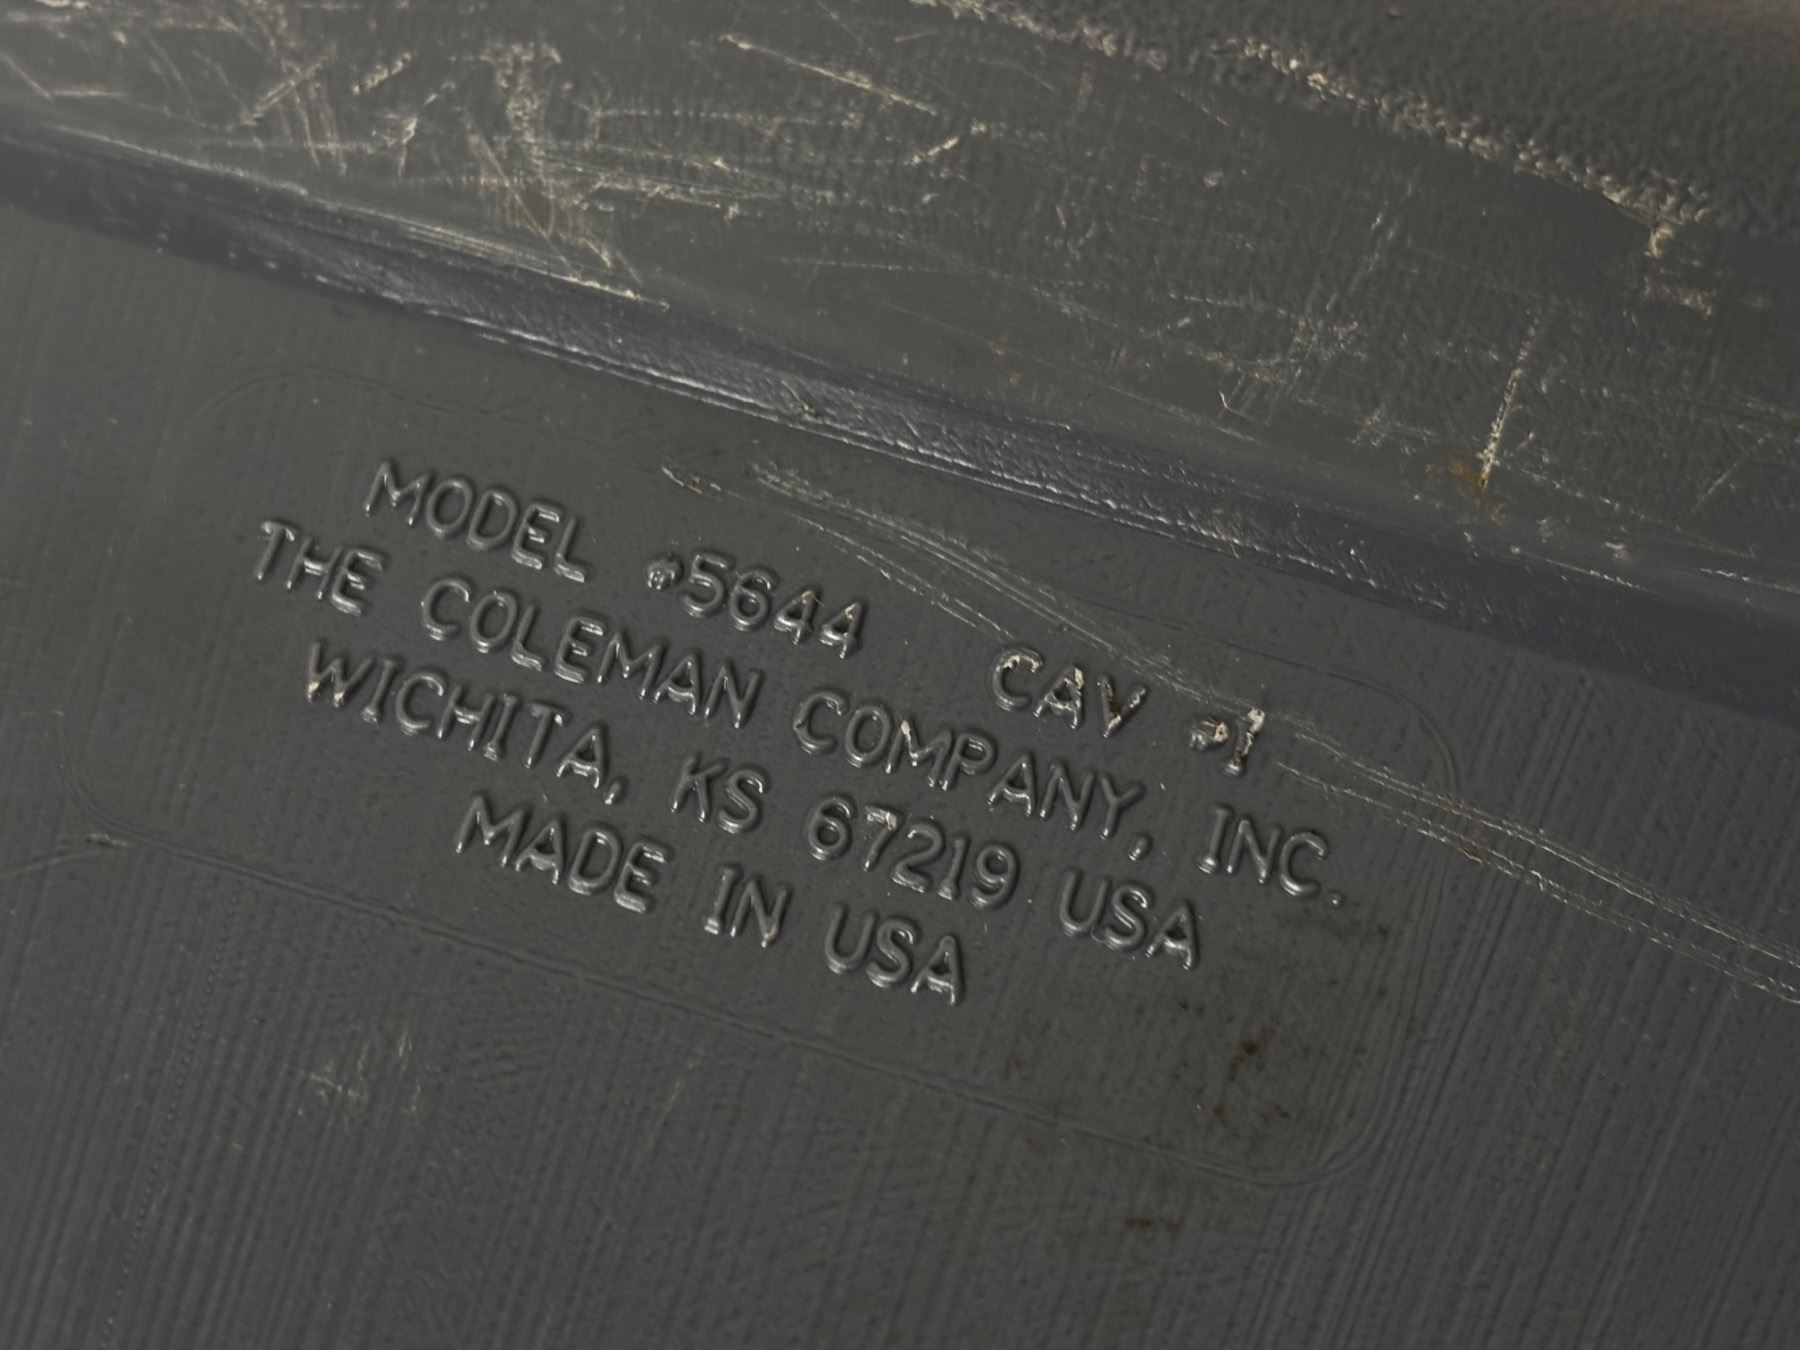 MODEL #5644 CAV #1
THE COLEMAN COMPANY, INC.
WICHITA, KS 67219 USA
MADE IN USA